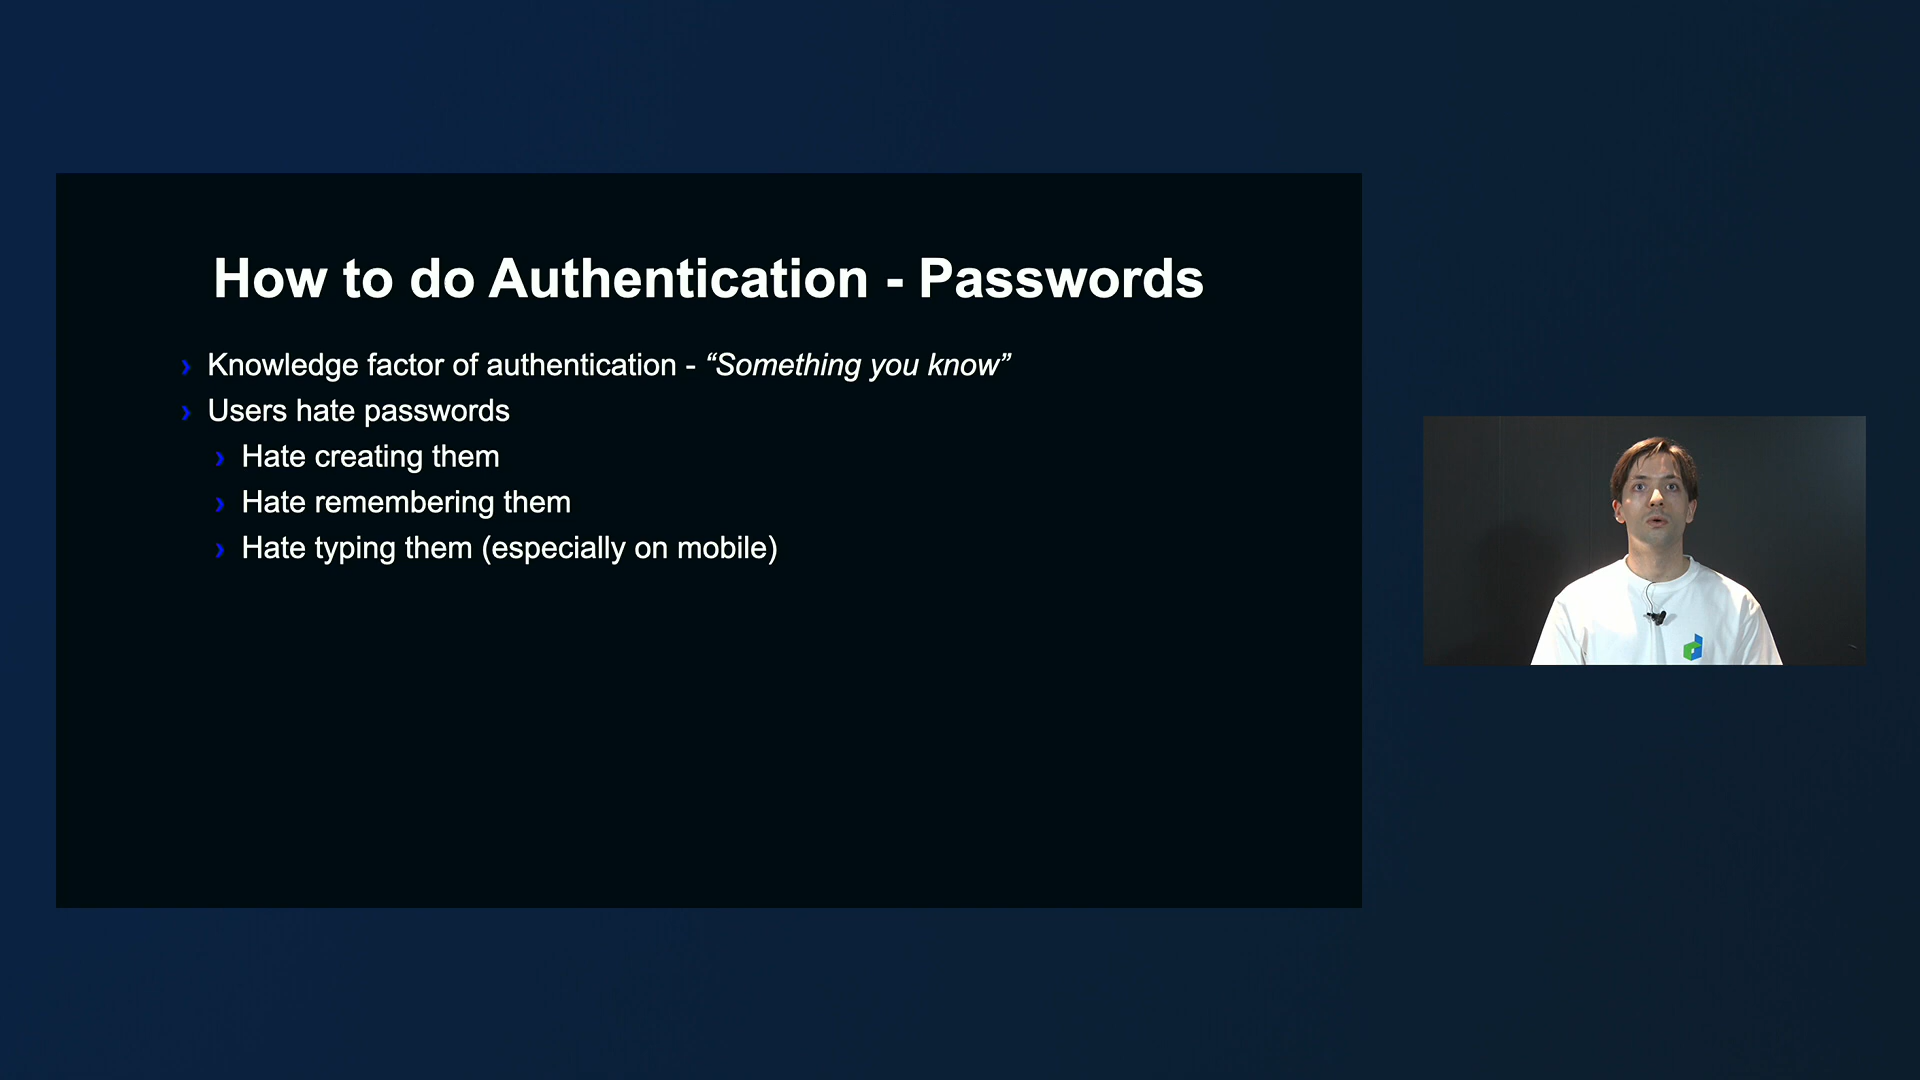 How to do Authentication - Passwords
› Knowledge factor of authentication - “Something you know”
› Users hate passwords
› Hate creating them
› Hate remembering them
› Hate typing them (especially on mobile)